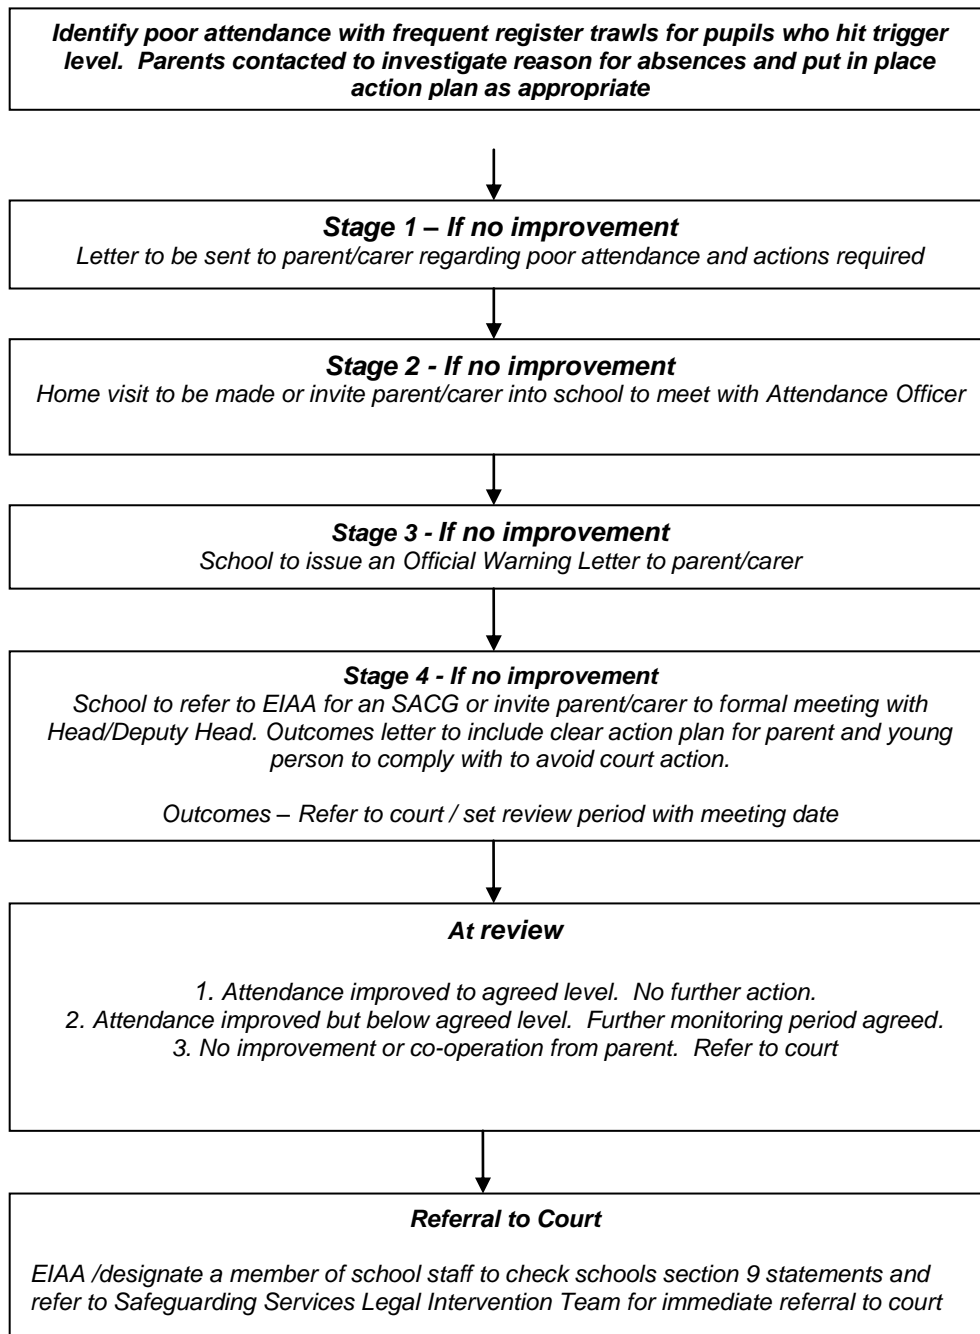 Identify poor attendance with frequent register trawls for pupils who hit trigger
level.  Parents contacted to investigate reason for absences and put in place
action plan as appropriate
Stage 1 – If no improvement
Letter to be sent to parent/carer regarding poor attendance and actions required
Stage 2 - If no improvement
Home visit to be made or invite parent/carer into school to meet with Attendance Officer
Stage 3 - If no improvement
School to issue an Official Warning Letter to parent/carer
Stage 4 - If no improvement
School to refer to EIAA for an SACG or invite parent/carer to formal meeting with
Head/Deputy Head. Outcomes letter to include clear action plan for parent and young
person to comply with to avoid court action.
Outcomes – Refer to court / set review period with meeting date
At review
1. Attendance improved to agreed level.  No further action.
2. Attendance improved but below agreed level.  Further monitoring period agreed.
3. No improvement or co-operation from parent.  Refer to court
Referral to Court
EIAA /designate a member of school staff to check schools section 9 statements and
refer to Safeguarding Services Legal Intervention Team for immediate referral to court